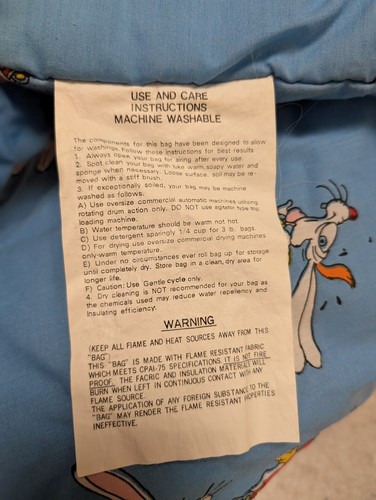 USE AND CARE
INSTRUCTIONS
MACHINE WASHABLE
The components for this bag have been designed to allow
for washings. Follow those instructions for best results
1. Always open your bag for airing after every use.
2. Spot clean your bag with luke warm, soapy water and
sponge when necessary. Loose surface, soil may be re-
moved with a stiff brush.
3. If exceptionally soiled, your bag may be machine
washed as follows:
A) Use oversize commercial automatic machines utilizing
rotating drum action only. DO NOT use agitator type top
loading machine.
B) Water temperature should be warm not hot.
C) Use detergent sparingly 1/4 cup for 3 lb. bags.
D) For drying use oversize commercial drying machines
only-warm temperature.
E) Under no circumstances ever roll bag up for storage
until completely dry. Store bag in a clean, dry area for
longer life.
F) Caution: Use Gentle cycle only.
4. Dry cleaning is NOT recommended for your bag as
the chemicals used may reduce water repellency and
Insulating efficiency.
WARNING
(KEEP ALL FLAME AND HEAT SOURCES AWAY FROM THIS
"BAG")
THIS "BAG" IS MADE WITH FLAME RESISTANT FABRIC
WHICH MEETS CPAI-75 SPECIFICATIONS. IT IS NOT FIRE
PROOF. THE FACRIC AND INSULATION MATERIALS WILL
BURN WHEN LEFT IN CONTINUOUS CONTACT WITH ANY
FLAME SOURCE.
THE APPLICATION OF ANY FOREIGN SUBSTANCE TO THE
"BAG" MAY RENDER THE FLAME RESISTANT PROPERTIES
INEFFECTIVE.